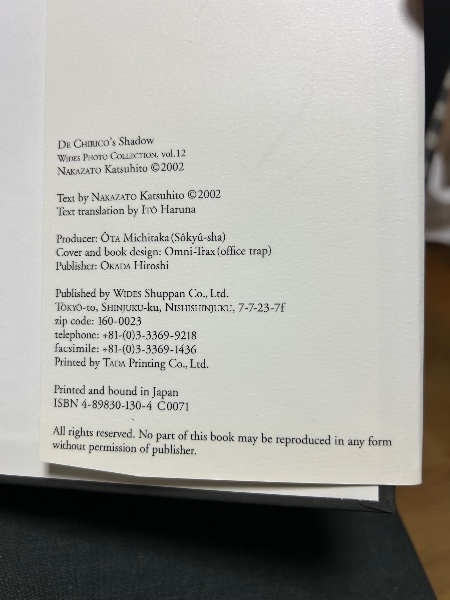 De Chirico's Shadow
Wides Photo Collection, vol.12
Nakazato Katsuhito ©2002
Text by Nakazato Katsuhito ©2002
Text translation by Itô Haruna
Producer: Ôta Michitaka (Sôkyû-sha)
Cover and book design: Omni-Trax (office trap)
Publisher: Okada Hiroshi
Published by Wides Shuppan Co., Ltd.
Tôkyô-to, Shinjuku-ku, Nishishinjuku, 7-7-23-7f
zip code: 160-0023
telephone: +81-(0)3-3369-9218
facsimile: +81-(0)3-3369-1436
Printed by Tada Printing Co., Ltd.
Printed and bound in Japan
ISBN 4-89830-130-4 C0071
All rights reserved. No part of this book may be reproduced in any form
without permission of publisher.